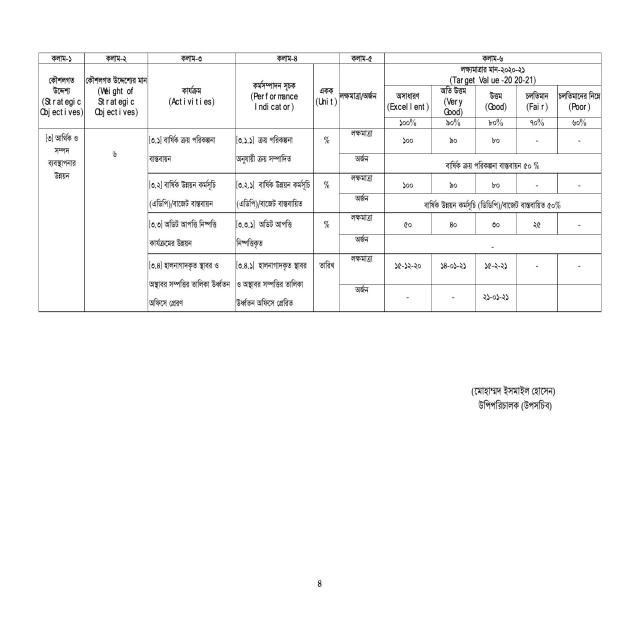 কলাম-১ কলাম-২ কলাম-৩ কলাম-৪ কলাম-৫ কলাম-৬
কৌশলগত উদ্দেশ্য (Strategic Objectives) কৌশলগত উদ্দেশ্যের মান (Weight of Strategic Objectives) কার্যক্রম (Activities) কর্মসম্পাদন সূচক (Performance Indicator) একক (Unit) লক্ষমাত্রা/অর্জন লক্ষ্যমাত্রার মান-২০২০-২১
(Target Value -2020-21)
অসাধারণ (Excellent) অতি উত্তম (Very Good) উত্তম (Good) চলতিমান (Fair) চলতিমানের নিম্নে (Poor)
১০০% ৯০% ৮০% ৭০% ৬০%
[৩] আর্থিক ও সম্পদ ব্যবস্থাপনার উন্নয়ন ৬ [৩,১] বার্ষিক ক্রয় পরিকল্পনা বাস্তবায়ন [৩,১,১] ক্রয় পরিকল্পনা অনুযায়ী ক্রয় সম্পাদিত % লক্ষমাত্রা ১০০ ৯০ ৮০ - -
অর্জন বার্ষিক ক্রয় পরিকল্পনা বাস্তবায়ন ৫০ %
[৩,২] বার্ষিক উন্নয়ন কর্মসূচি (এডিপি)/বাজেট বাস্তবায়ন [৩,২,১] বার্ষিক উন্নয়ন কর্মসূচি (এডিপি)/বাজেট বাস্তবায়িত % লক্ষমাত্রা ১০০ ৯০ ৮০ - -
অর্জন বার্ষিক উন্নয়ন কর্মসূচি (ডিডিপি)/বাজেট বাস্তবায়িত ৫০%
[৩,৩] অডিট আপত্তি নিষ্পত্তি কার্যক্রমের উন্নয়ন [৩,৩,১] অডিট আপত্তি নিষ্পত্তিকৃত % লক্ষমাত্রা ৫০ ৪০ ৩০ ২৫ -
অর্জন -
[৩,৪] হালনাগাদকৃত স্থাবর ও অস্থাবর সম্পত্তির তালিকা উর্ধ্বতন অফিসে প্রেরণ [৩,৪,১] হালনাগাদকৃত স্থাবর ও অস্থাবর সম্পত্তির তালিকা উর্ধ্বতন অফিসে প্রেরিত তারিখ লক্ষমাত্রা ১৫-১২-২০ ১৪-০১-২১ ১৫-২-২১ - -
অর্জন - - ২১-০১-২১
(মোহাম্মদ ইসমাইল হোসেন)
উপিপরিচালক (উপসচিব)
8